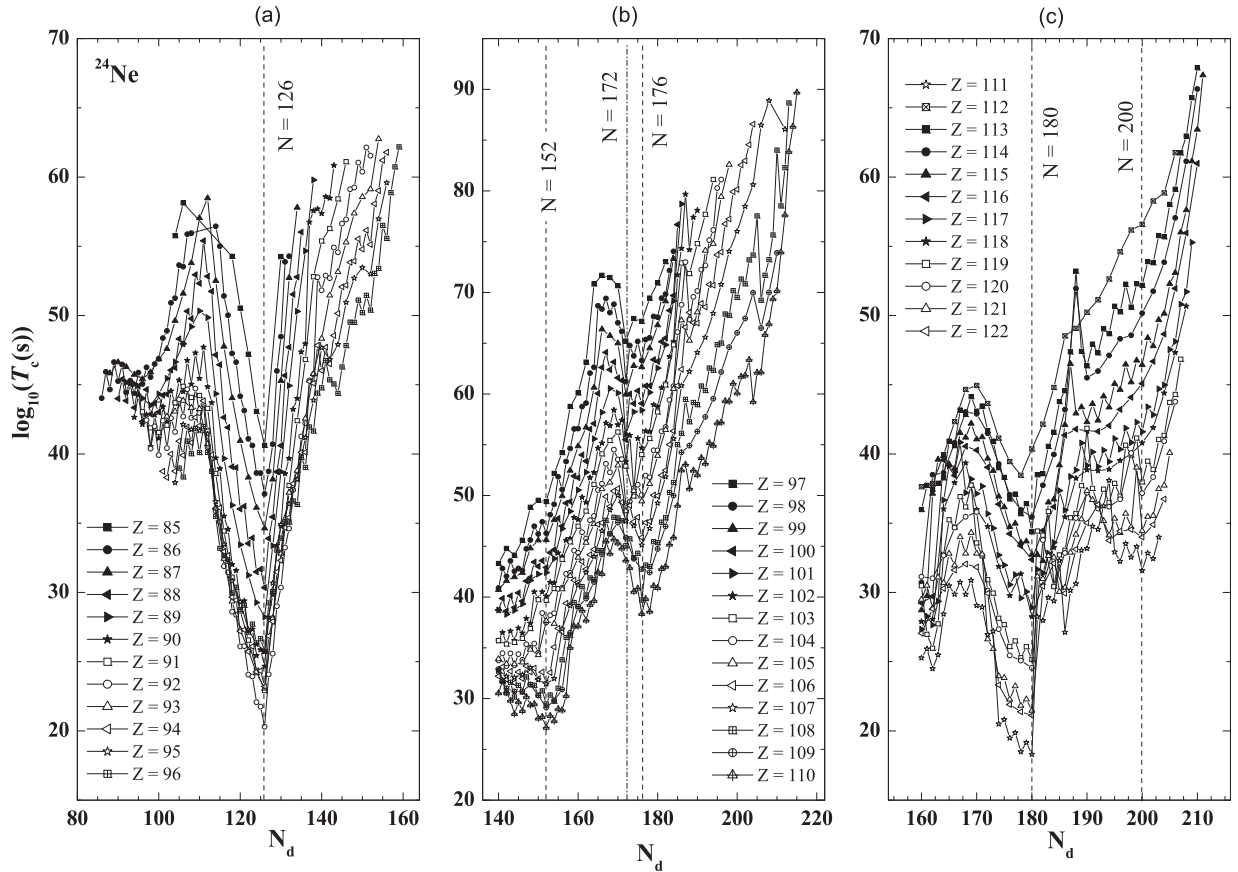 (a)
(b)
(c)
log₁₀(T_c(s))
²⁴Ne
N = 126
70
60
50
40
30
20
Z = 85
Z = 86
Z = 87
Z = 88
Z = 89
Z = 90
Z = 91
Z = 92
Z = 93
Z = 94
Z = 95
Z = 96
80
100
120
140
160
N_d
90
80
70
60
50
40
30
20
N = 152
N = 172
N = 176
Z = 97
Z = 98
Z = 99
Z = 100
Z = 101
Z = 102
Z = 103
Z = 104
Z = 105
Z = 106
Z = 107
Z = 108
Z = 109
Z = 110
140
160
180
200
220
N_d
70
60
50
40
30
20
Z = 111
Z = 112
Z = 113
Z = 114
Z = 115
Z = 116
Z = 117
Z = 118
Z = 119
Z = 120
Z = 121
Z = 122
N = 180
N = 200
160
170
180
190
200
210
N_d